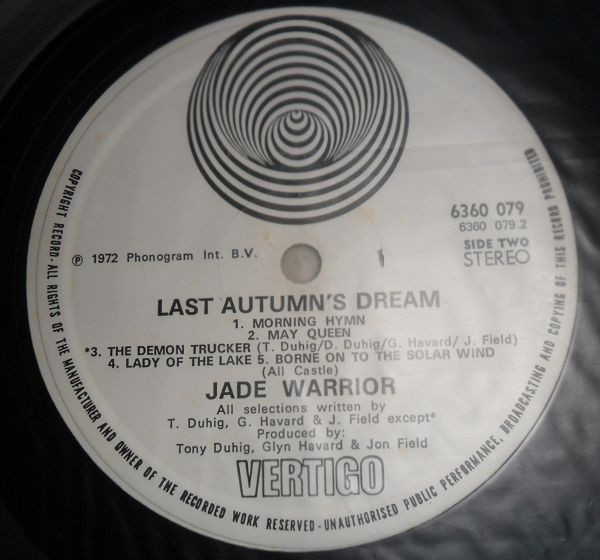 6360 079
6360 079.2
SIDE TWO
STEREO
℗ 1972 Phonogram Int. B.V.
LAST AUTUMN'S DREAM
1. MORNING HYMN
2. MAY QUEEN
*3. THE DEMON TRUCKER (T. Duhig/D. Duhig/G. Havard/ J. Field)
4. LADY OF THE LAKE 5. BORNE ON TO THE SOLAR WIND
(All Castle)
JADE WARRIOR
All selections written by
T. Duhig, G. Havard & J. Field except*
Produced by:
Tony Duhig, Glyn Havard & Jon Field
VERTIGO
COPYRIGHT RECORD · ALL RIGHTS OF THE MANUFACTURER AND OWNER OF THE RECORDED WORK RESERVED · UNAUTHORISED PUBLIC PERFORMANCE, BROADCASTING AND COPYING OF THIS RECORD PROHIBITED